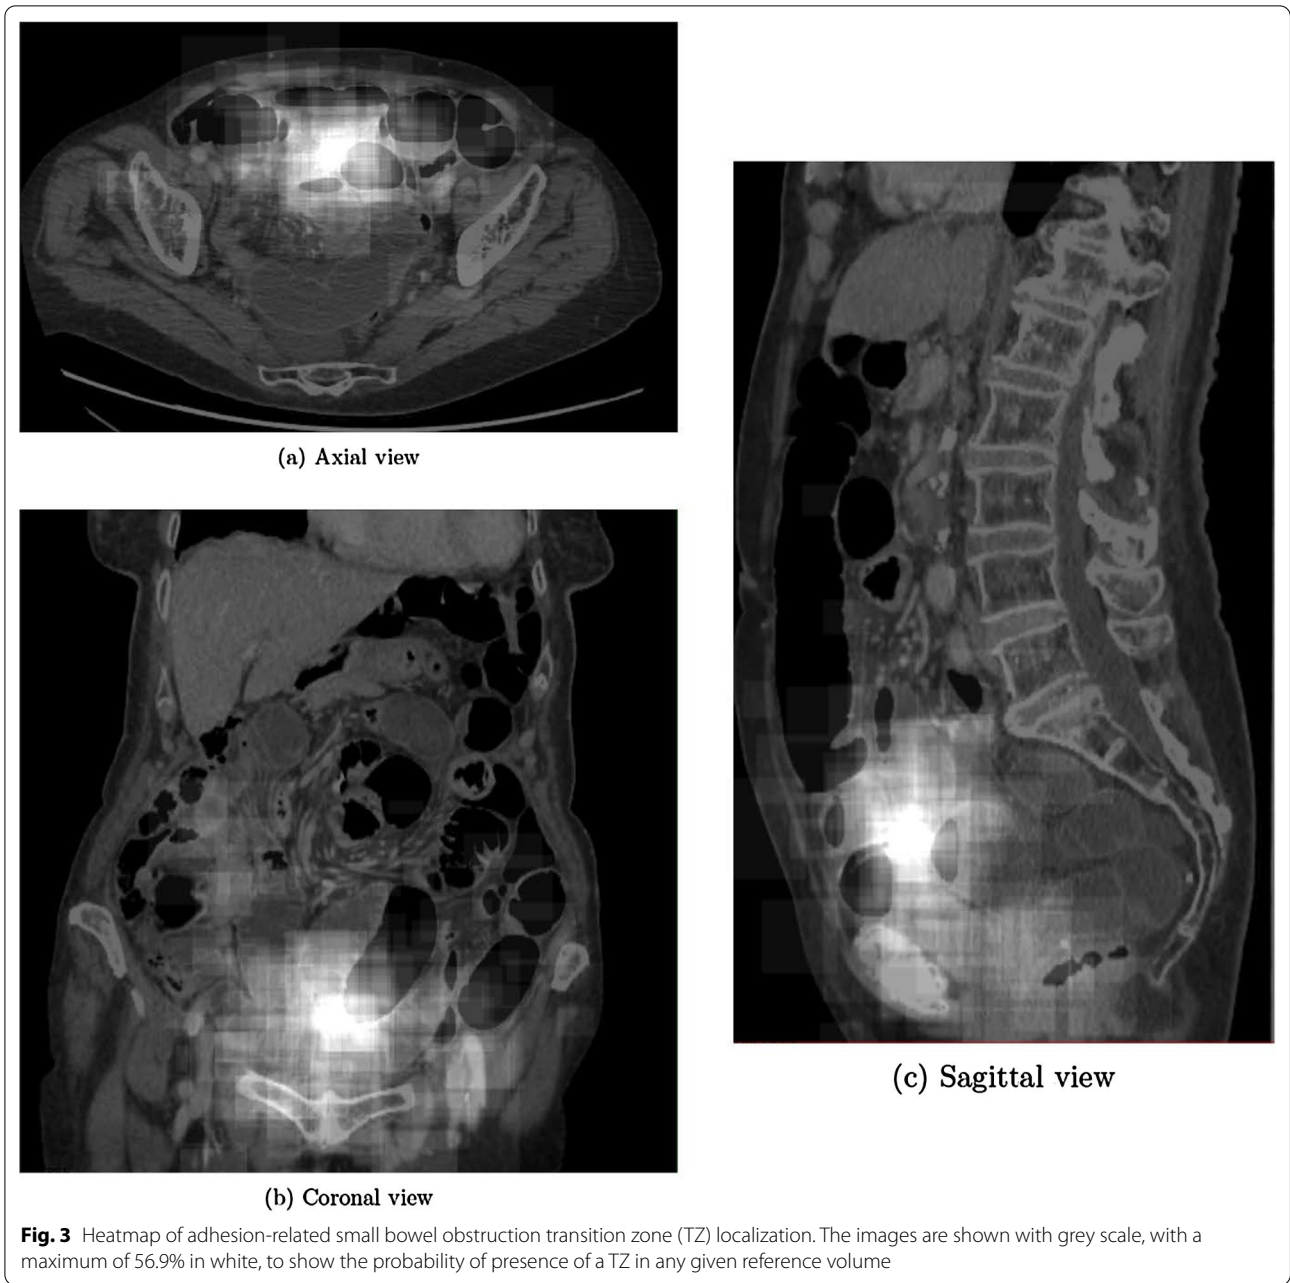 (a) Axial view
(b) Coronal view
(c) Sagittal view
Fig. 3 Heatmap of adhesion-related small bowel obstruction transition zone (TZ) localization. The images are shown with grey scale, with a
maximum of 56.9% in white, to show the probability of presence of a TZ in any given reference volume